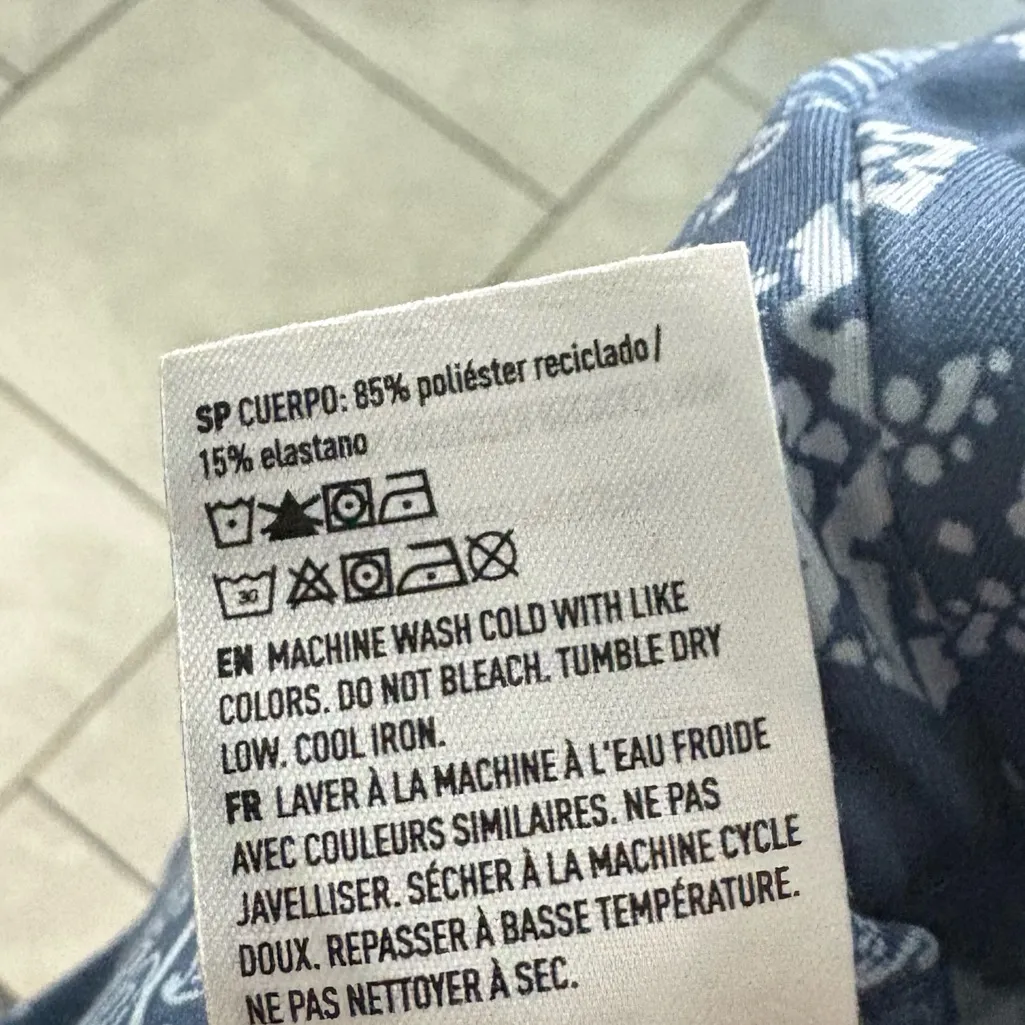 SP CUERPO: 85% poliéster reciclado/
15% elastano
30
EN MACHINE WASH COLD WITH LIKE
COLORS. DO NOT BLEACH. TUMBLE DRY
LOW. COOL IRON.
FR LAVER À LA MACHINE À L'EAU FROIDE
AVEC COULEURS SIMILAIRES. NE PAS
JAVELLISER. SÉCHER À LA MACHINE CYCLE
DOUX. REPASSER À BASSE TEMPÉRATURE.
NE PAS NETTOYER À SEC.